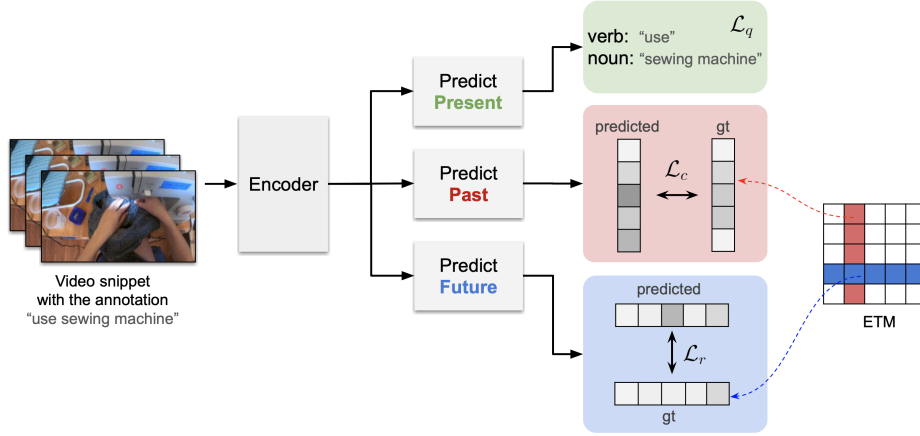 Video snippet
with the annotation
“use sewing machine”
Encoder
Predict
Present
Predict
Past
Predict
Future
ℒq
verb: “use”
noun: “sewing machine”
predicted
gt
ℒc
predicted
ℒr
gt
ETM